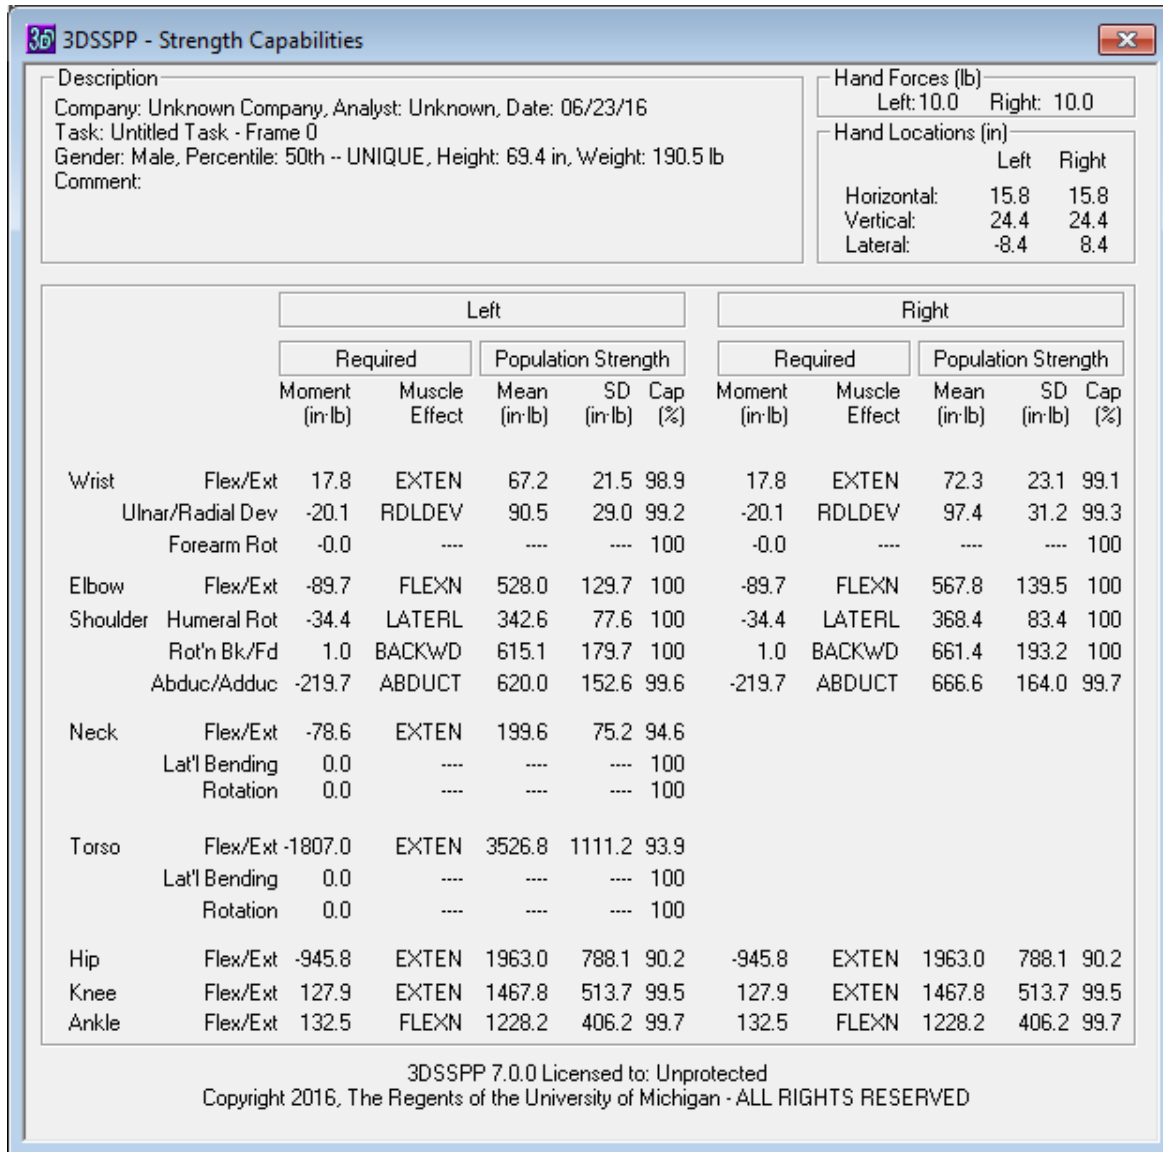 3DSSPP - Strength Capabilities
Description
Company: Unknown Company, Analyst: Unknown, Date: 06/23/16
Task: Untitled Task - Frame 0
Gender: Male, Percentile: 50th -- UNIQUE, Height: 69.4 in, Weight: 190.5 lb
Comment:
Hand Forces (lb)
Left: 10.0 Right: 10.0
Hand Locations (in)
Left Right
Horizontal: 15.8 15.8
Vertical: 24.4 24.4
Lateral: -8.4 8.4
Left Right
Required Population Strength Required Population Strength
Moment Muscle Mean SD Cap Moment Muscle Mean SD Cap
(in·lb) Effect (in·lb) (in·lb) (%) (in·lb) Effect (in·lb) (in·lb) (%)
Wrist Flex/Ext 17.8 EXTEN 67.2 21.5 98.9 17.8 EXTEN 72.3 23.1 99.1
Ulnar/Radial Dev -20.1 RDLDEV 90.5 29.0 99.2 -20.1 RDLDEV 97.4 31.2 99.3
Forearm Rot -0.0 ---- ---- ---- 100 -0.0 ---- ---- ---- 100
Elbow Flex/Ext -89.7 FLEXN 528.0 129.7 100 -89.7 FLEXN 567.8 139.5 100
Shoulder Humeral Rot -34.4 LATERL 342.6 77.6 100 -34.4 LATERL 368.4 83.4 100
Rot'n Bk/Fd 1.0 BACKWD 615.1 179.7 100 1.0 BACKWD 661.4 193.2 100
Abduc/Adduc -219.7 ABDUCT 620.0 152.6 99.6 -219.7 ABDUCT 666.6 164.0 99.7
Neck Flex/Ext -78.6 EXTEN 199.6 75.2 94.6
Lat'l Bending 0.0 ---- ---- ---- 100
Rotation 0.0 ---- ---- ---- 100
Torso Flex/Ext -1807.0 EXTEN 3526.8 1111.2 93.9
Lat'l Bending 0.0 ---- ---- ---- 100
Rotation 0.0 ---- ---- ---- 100
Hip Flex/Ext -945.8 EXTEN 1963.0 788.1 90.2 -945.8 EXTEN 1963.0 788.1 90.2
Knee Flex/Ext 127.9 EXTEN 1467.8 513.7 99.5 127.9 EXTEN 1467.8 513.7 99.5
Ankle Flex/Ext 132.5 FLEXN 1228.2 406.2 99.7 132.5 FLEXN 1228.2 406.2 99.7
3DSSPP 7.0.0 Licensed to: Unprotected
Copyright 2016, The Regents of the University of Michigan - ALL RIGHTS RESERVED